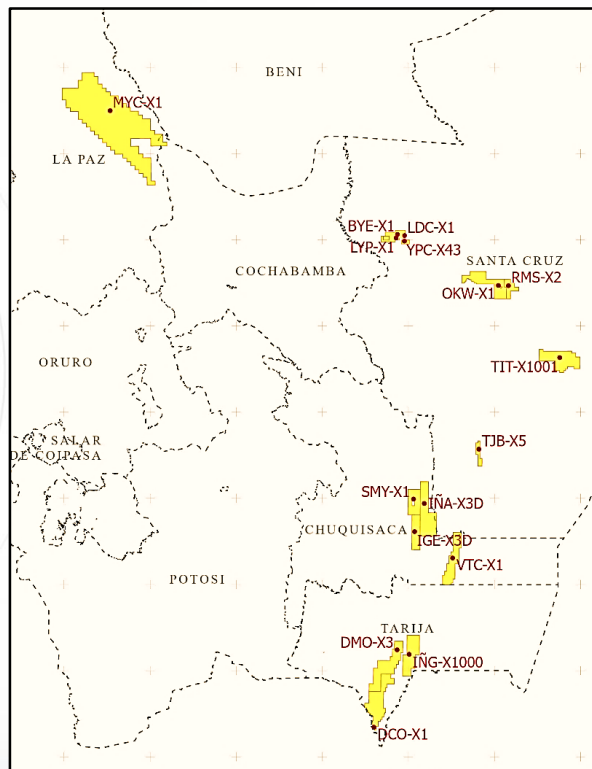 BENI
MYC-X1
LA PAZ
BYE-X1
LDC-X1
LYP-X1
YPC-X43
SANTA CRUZ
COCHABAMBA
RMS-X2
OKW-X1
ORURO
TIT-X1001
SALAR
DE COIPASA
TJB-X5
SMY-X1
IÑA-X3D
CHUQUISACA
IGE-X3D
VTC-X1
POTOSI
TARIJA
DMO-X3
IÑG-X1000
DCO-X1